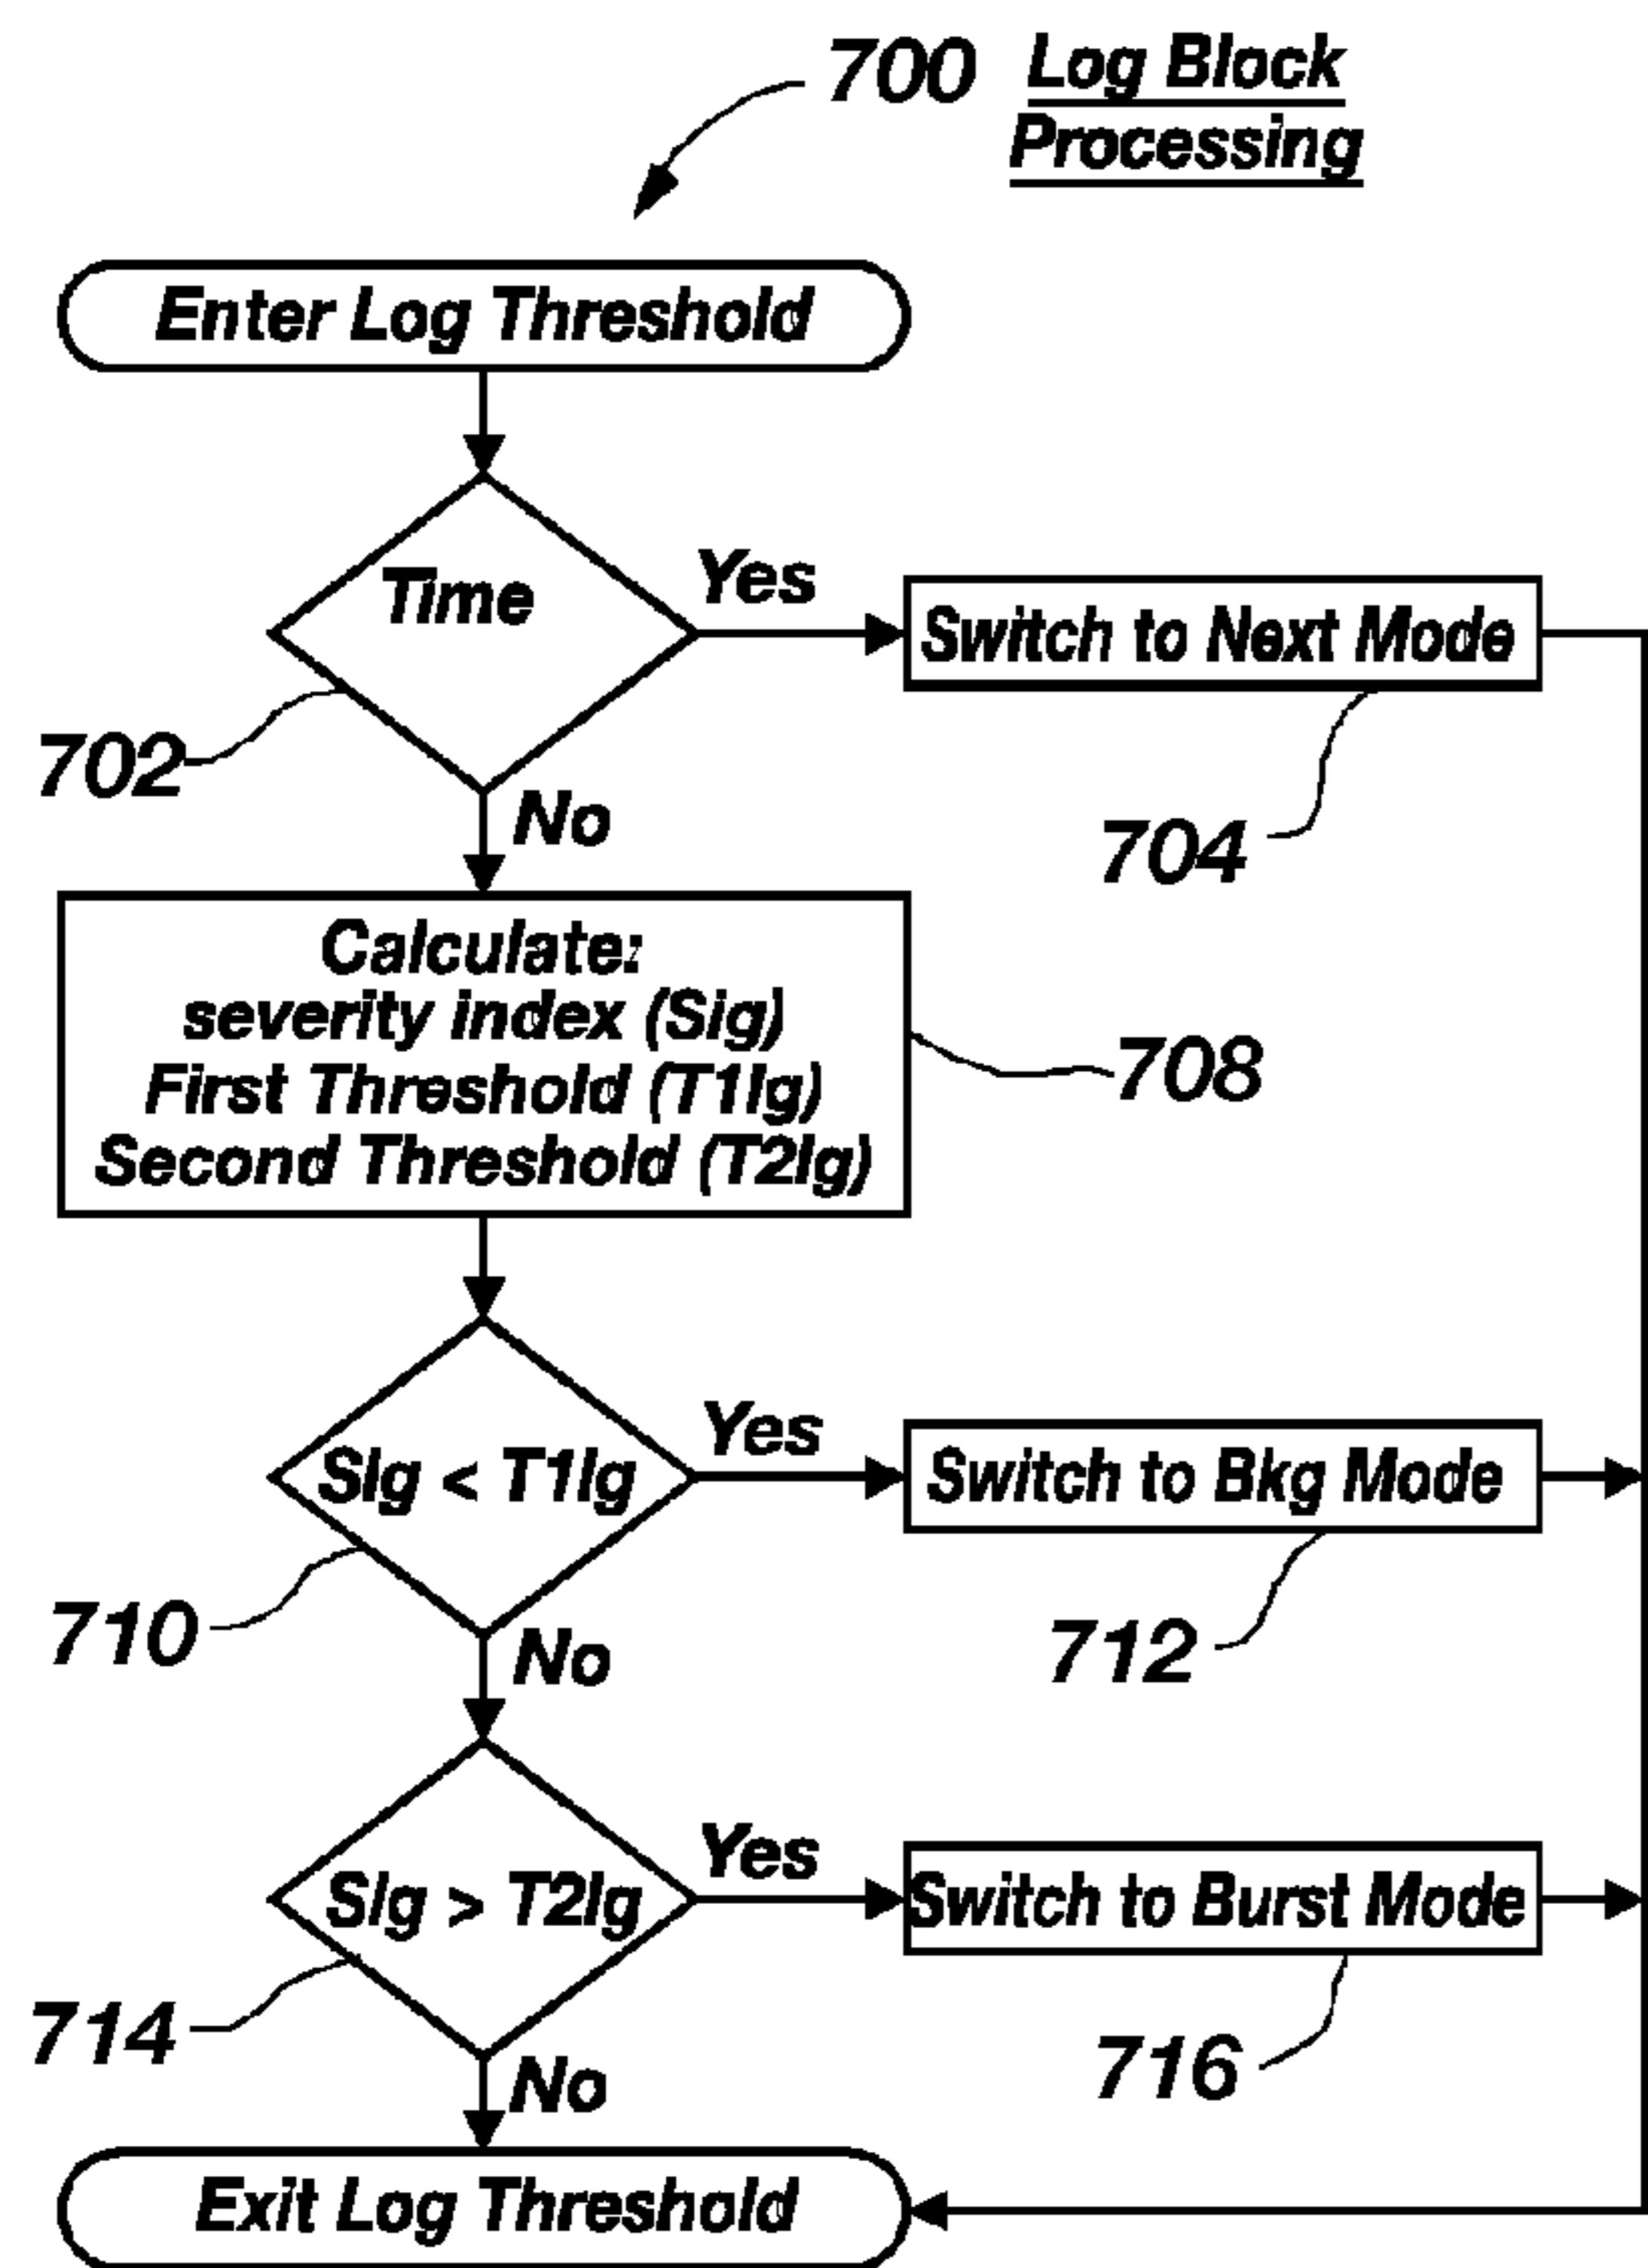 700 Log Block
Processing
Enter Log Threshold
Time
Yes
Switch to Next Mode
702
704
No
Calculate:
severity index (Slg)
First Threshold (T1lg)
Second Threshold (T2lg)
708
Slg < T1lg
Yes
Switch to Bkg Mode
710
712
No
Slg > T2lg
Yes
Switch to Burst Mode
714
716
No
Exit Log Threshold